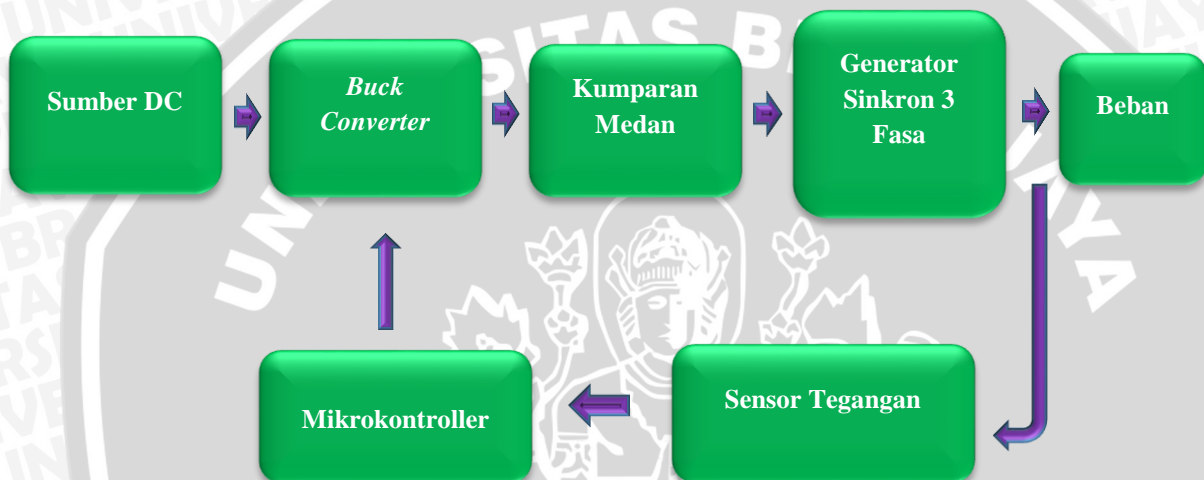 Sumber DC
Buck
Converter
Kumparan
Medan
Generator
Sinkron 3
Fasa
Beban
Mikrokontroller
Sensor Tegangan